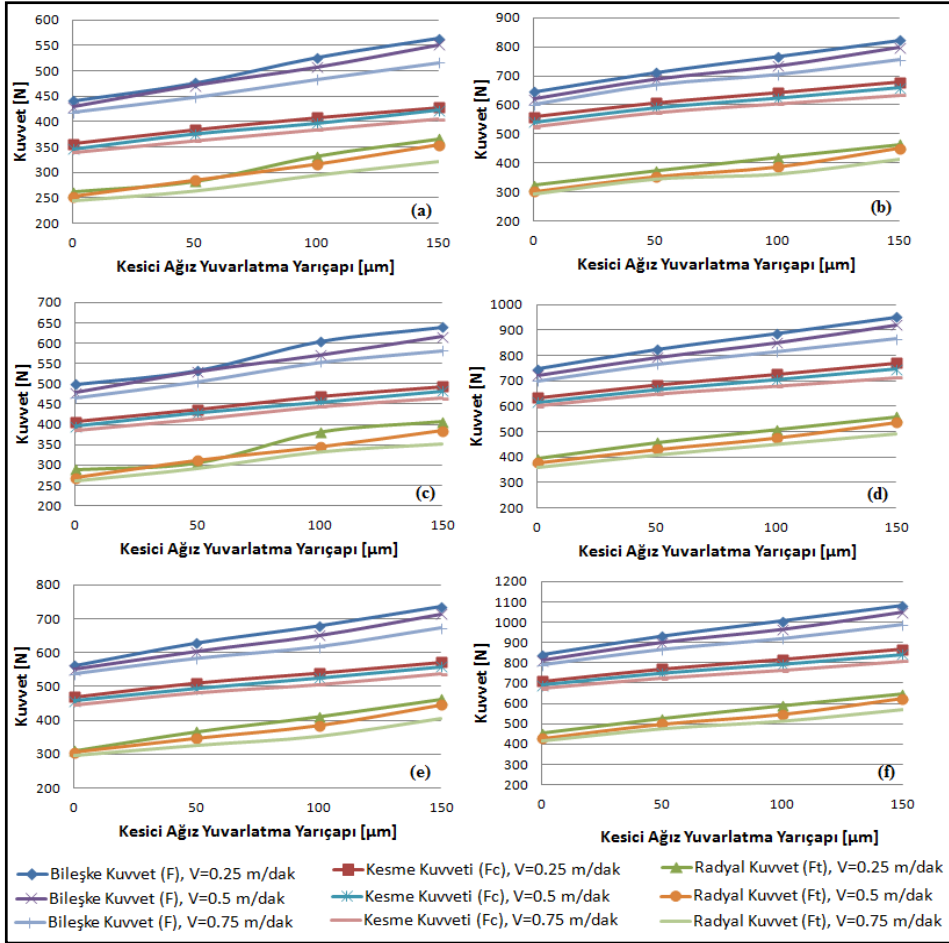 600
550
500
450
400
350
300
250
200
Kuvvet [N]
0 50 100 150
Kesici Ağız Yuvarlatma Yarıçapı [µm]
(a)
900
800
700
600
500
400
300
200
Kuvvet [N]
0 50 100 150
Kesici Ağız Yuvarlatma Yarıçapı [µm]
(b)
700
650
600
550
500
450
400
350
300
250
200
Kuvvet [N]
0 50 100 150
Kesici Ağız Yuvarlatma Yarıçapı [µm]
(c)
1000
900
800
700
600
500
400
300
200
Kuvvet [N]
0 50 100 150
Kesici Ağız Yuvarlatma Yarıçapı [µm]
(d)
800
700
600
500
400
300
200
Kuvvet [N]
0 50 100 150
Kesici Ağız Yuvarlatma Yarıçapı [µm]
(e)
1200
1100
1000
900
800
700
600
500
400
300
200
Kuvvet [N]
0 50 100 150
Kesici Ağız Yuvarlatma Yarıçapı [µm]
(f)
Bileşke Kuvvet (F), V=0.25 m/dak
Kesme Kuvveti (Fc), V=0.25 m/dak
Radyal Kuvvet (Ft), V=0.25 m/dak
Bileşke Kuvvet (F), V=0.5 m/dak
Kesme Kuvveti (Fc), V=0.5 m/dak
Radyal Kuvvet (Ft), V=0.5 m/dak
Bileşke Kuvvet (F), V=0.75 m/dak
Kesme Kuvveti (Fc), V=0.75 m/dak
Radyal Kuvvet (Ft), V=0.75 m/dak